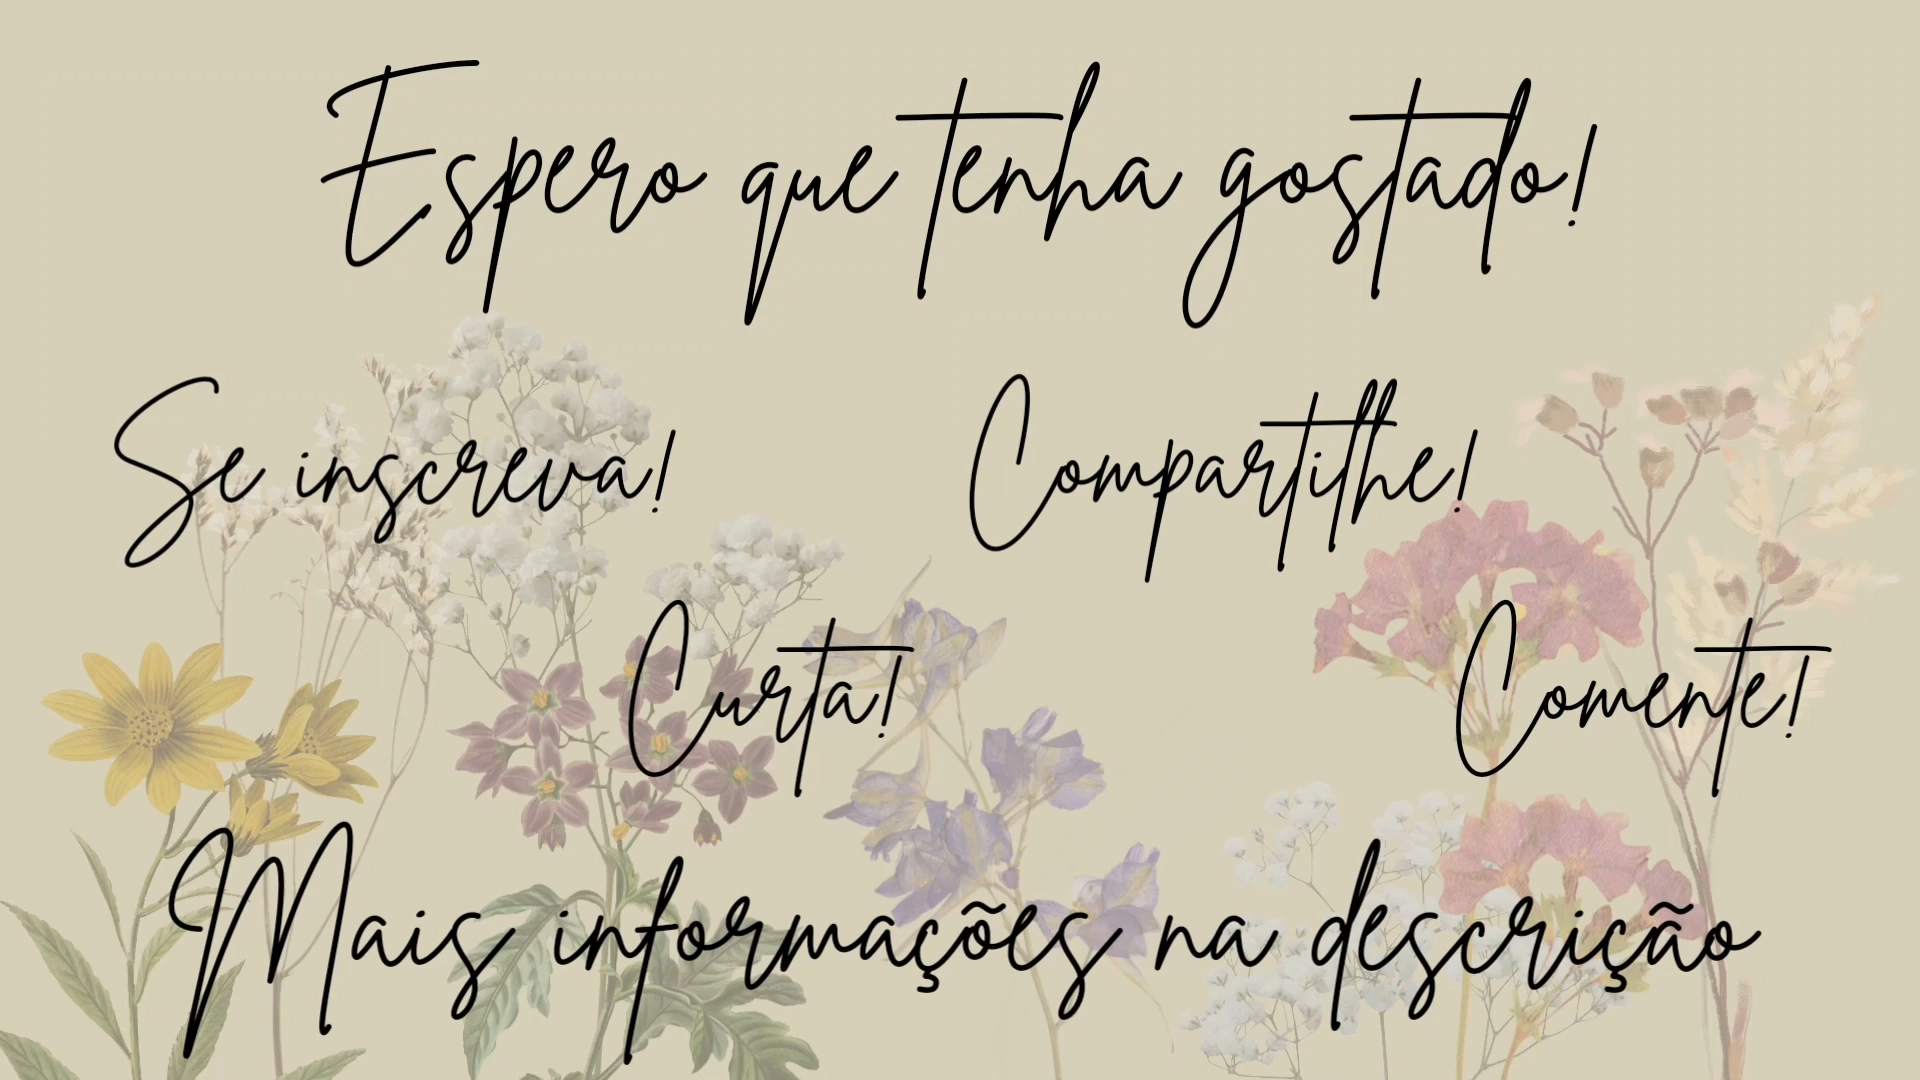 Espero que tenha gostado!
Se inscreva! Compartilhe!
Curta! Comente!
Mais informações na descrição